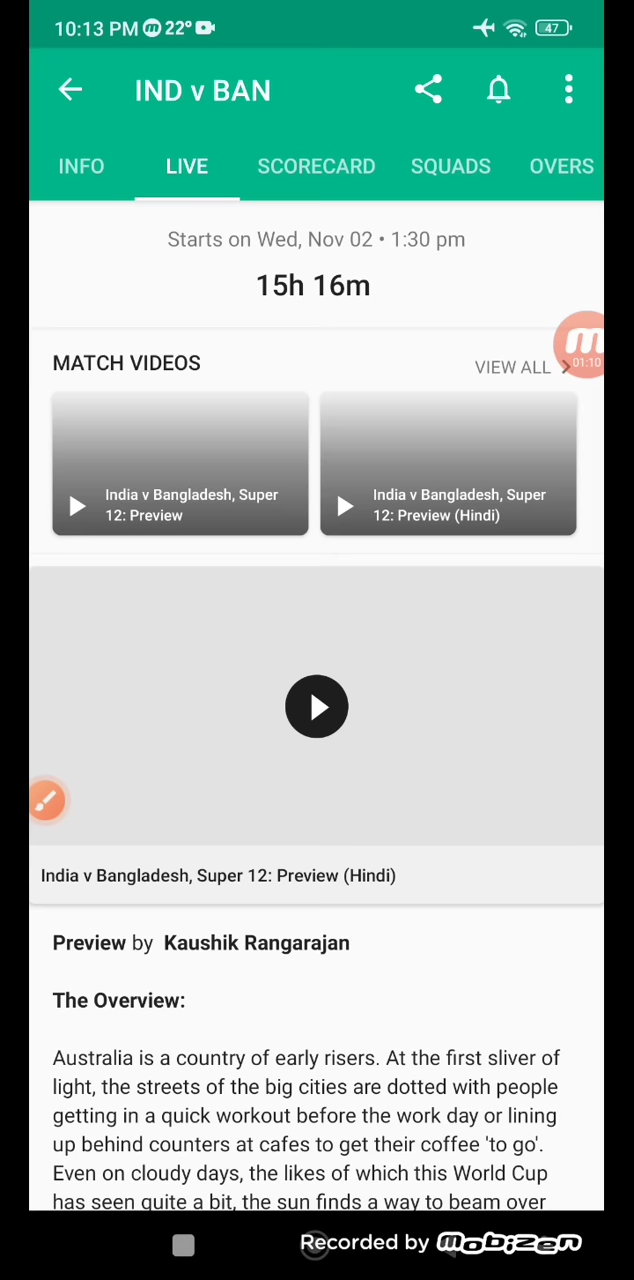 10:13 PM 22° 47
IND v BAN
INFO LIVE SCORECARD SQUADS OVERS
Starts on Wed, Nov 02 • 1:30 pm
15h 16m
MATCH VIDEOS
VIEW ALL
m
01:10
India v Bangladesh, Super
12: Preview
India v Bangladesh, Super
12: Preview (Hindi)
India v Bangladesh, Super 12: Preview (Hindi)
Preview by Kaushik Rangarajan
The Overview:
Australia is a country of early risers. At the first sliver of
light, the streets of the big cities are dotted with people
getting in a quick workout before the work day or lining
up behind counters at cafes to get their coffee 'to go'.
Even on cloudy days, the likes of which this World Cup
has seen quite a bit, the sun finds a way to beam over
Recorded by mobizen